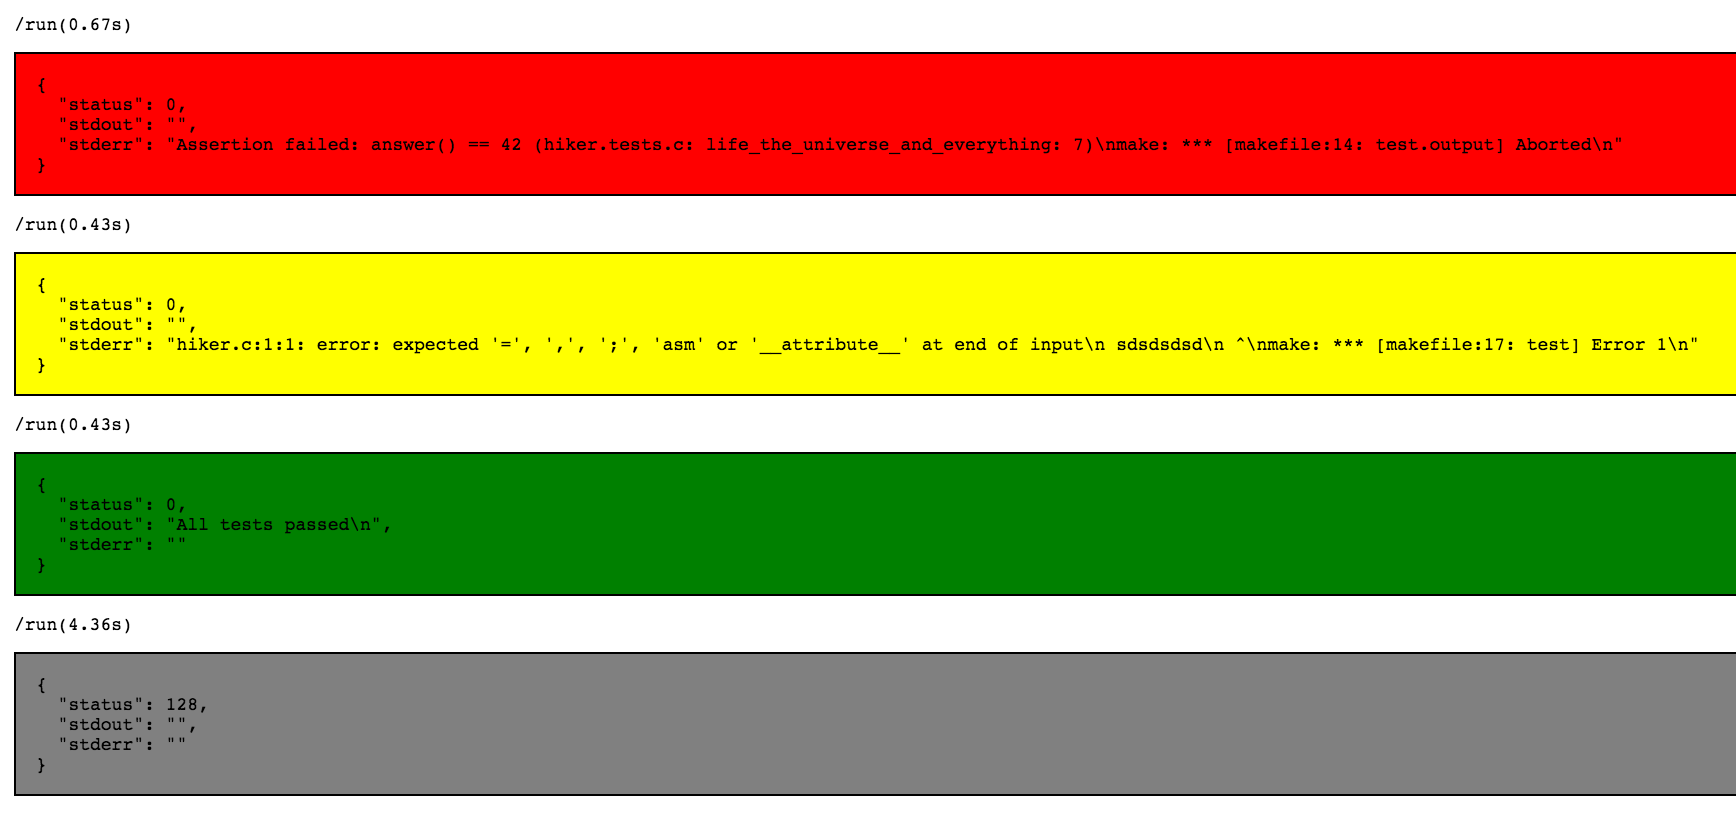 /run(0.67s)
{
  "status": 0,
  "stdout": "",
  "stderr": "Assertion failed: answer() == 42 (hiker.tests.c: life_the_universe_and_everything: 7)\nmake: *** [makefile:14: test.output] Aborted\n"
}
/run(0.43s)
{
  "status": 0,
  "stdout": "",
  "stderr": "hiker.c:1:1: error: expected '=', ',', ';', 'asm' or '__attribute__' at end of input\n sdsdsdsd\n ^\nmake: *** [makefile:17: test] Error 1\n"
}
/run(0.43s)
{
  "status": 0,
  "stdout": "All tests passed\n",
  "stderr": ""
}
/run(4.36s)
{
  "status": 128,
  "stdout": "",
  "stderr": ""
}